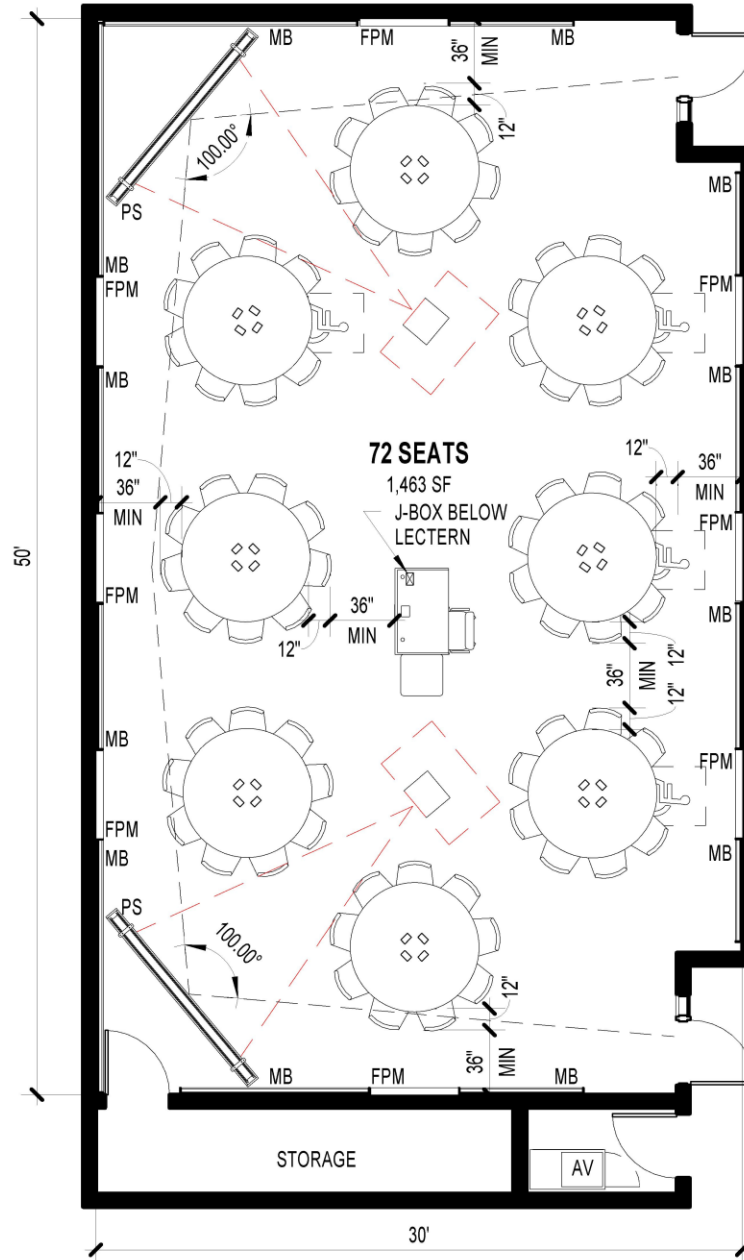 MB
FPM
MB
36"
MIN
12"
100.00°
PS
MB
MB
FPM
FPM
MB
MB
72 SEATS
1,463 SF
J-BOX BELOW
LECTERN
12"
36"
MIN
12"
36"
MIN
FPM
50'
FPM
36"
MIN
12"
MB
12"
36"
MIN
12"
MB
FPM
FPM
MB
MB
PS
100.00°
12"
36"
MIN
MB
FPM
MB
STORAGE
AV
30'